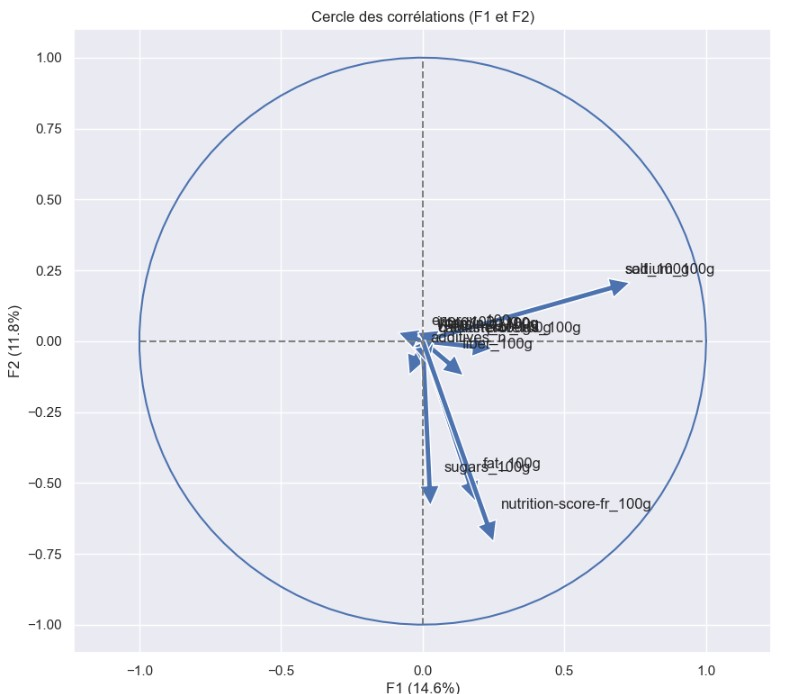 Cercle des corrélations (F1 et F2)
1.00
0.75
0.50
0.25
0.00
−0.25
−0.50
−0.75
−1.00
F2 (11.8%)
additives_n
fiber_100g
fat_100g
sugars_100g
nutrition-score-fr_100g
−1.0
−0.5
0.0
0.5
1.0
F1 (14.6%)